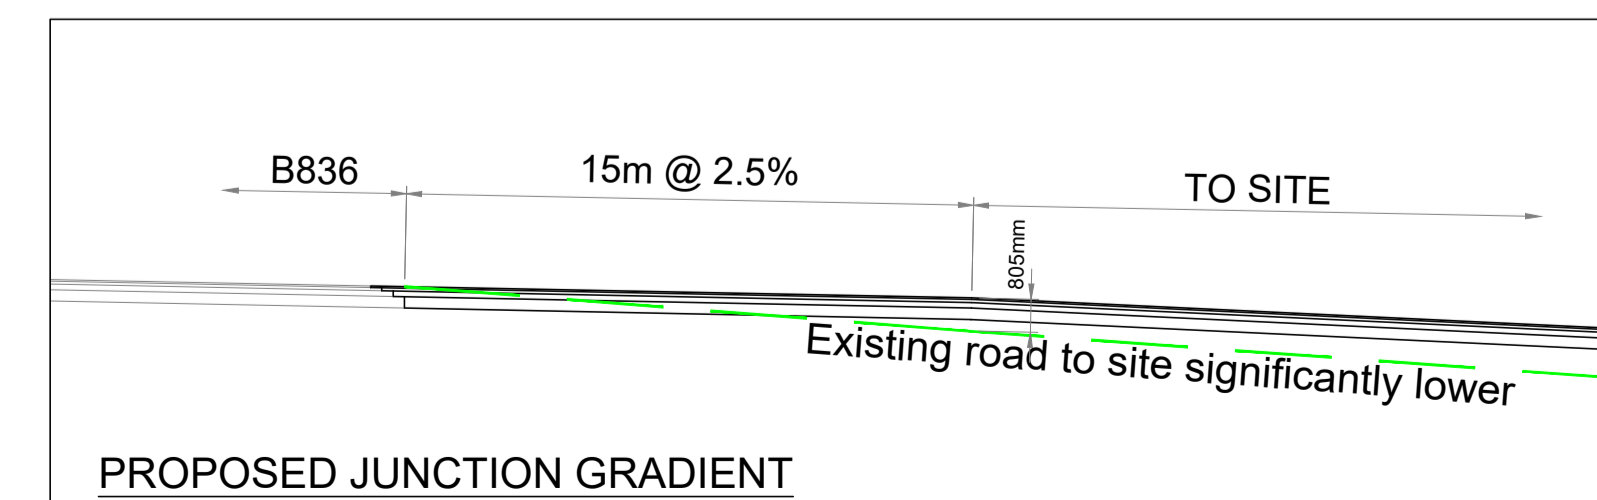 B836
15m @ 2.5%
TO SITE
805mm
Existing road to site significantly lower
PROPOSED JUNCTION GRADIENT